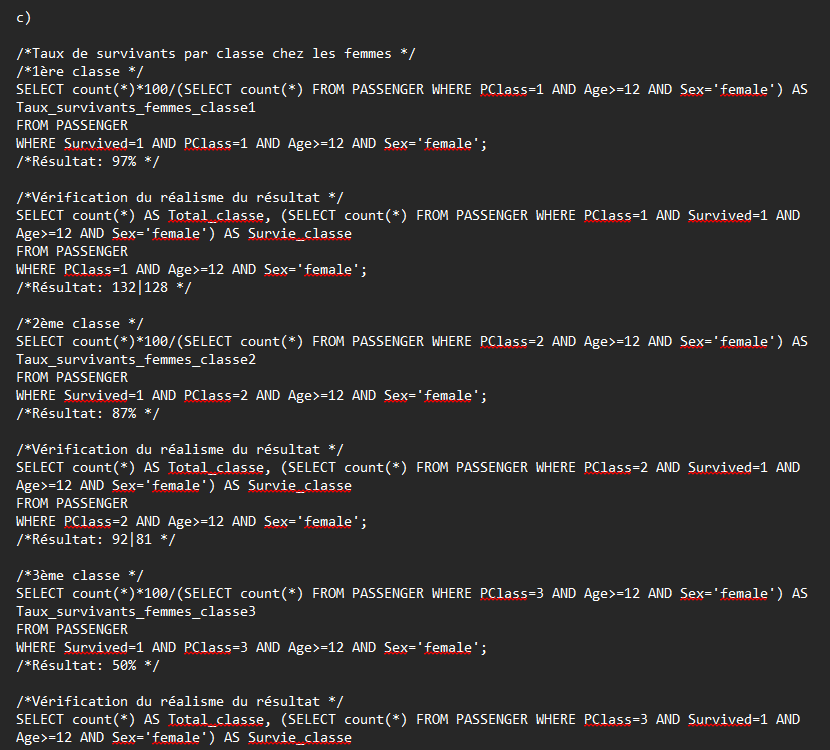 c)
/*Taux de survivants par classe chez les femmes */
/*1ère classe */
SELECT count(*)*100/(SELECT count(*) FROM PASSENGER WHERE PClass=1 AND Age>=12 AND Sex='female') AS
Taux_survivants_femmes_classe1
FROM PASSENGER
WHERE Survived=1 AND PClass=1 AND Age>=12 AND Sex='female';
/*Résultat: 97% */
/*Vérification du réalisme du résultat */
SELECT count(*) AS Total_classe, (SELECT count(*) FROM PASSENGER WHERE PClass=1 AND Survived=1 AND
Age>=12 AND Sex='female') AS Survie_classe
FROM PASSENGER
WHERE PClass=1 AND Age>=12 AND Sex='female';
/*Résultat: 132|128 */
/*2ème classe */
SELECT count(*)*100/(SELECT count(*) FROM PASSENGER WHERE PClass=2 AND Age>=12 AND Sex='female') AS
Taux_survivants_femmes_classe2
FROM PASSENGER
WHERE Survived=1 AND PClass=2 AND Age>=12 AND Sex='female';
/*Résultat: 87% */
/*Vérification du réalisme du résultat */
SELECT count(*) AS Total_classe, (SELECT count(*) FROM PASSENGER WHERE PClass=2 AND Survived=1 AND
Age>=12 AND Sex='female') AS Survie_classe
FROM PASSENGER
WHERE PClass=2 AND Age>=12 AND Sex='female';
/*Résultat: 92|81 */
/*3ème classe */
SELECT count(*)*100/(SELECT count(*) FROM PASSENGER WHERE PClass=3 AND Age>=12 AND Sex='female') AS
Taux_survivants_femmes_classe3
FROM PASSENGER
WHERE Survived=1 AND PClass=3 AND Age>=12 AND Sex='female';
/*Résultat: 50% */
/*Vérification du réalisme du résultat */
SELECT count(*) AS Total_classe, (SELECT count(*) FROM PASSENGER WHERE PClass=3 AND Survived=1 AND
Age>=12 AND Sex='female') AS Survie_classe